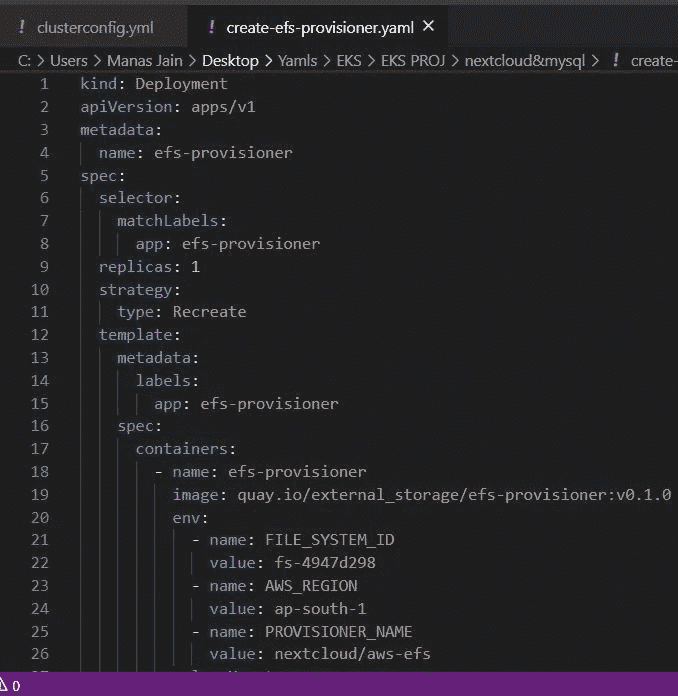 ! clusterconfig.yml ! create-efs-provisioner.yaml ×
C: > Users > Manas Jain > Desktop > Yamls > EKS > EKS PROJ > nextcloud&mysql > ! create-
1 kind: Deployment
2 apiVersion: apps/v1
3 metadata:
4   name: efs-provisioner
5 spec:
6   selector:
7     matchLabels:
8       app: efs-provisioner
9   replicas: 1
10   strategy:
11     type: Recreate
12   template:
13     metadata:
14       labels:
15         app: efs-provisioner
16     spec:
17       containers:
18         - name: efs-provisioner
19           image: quay.io/external_storage/efs-provisioner:v0.1.0
20           env:
21             - name: FILE_SYSTEM_ID
22               value: fs-4947d298
23             - name: AWS_REGION
24               value: ap-south-1
25             - name: PROVISIONER_NAME
26               value: nextcloud/aws-efs
0